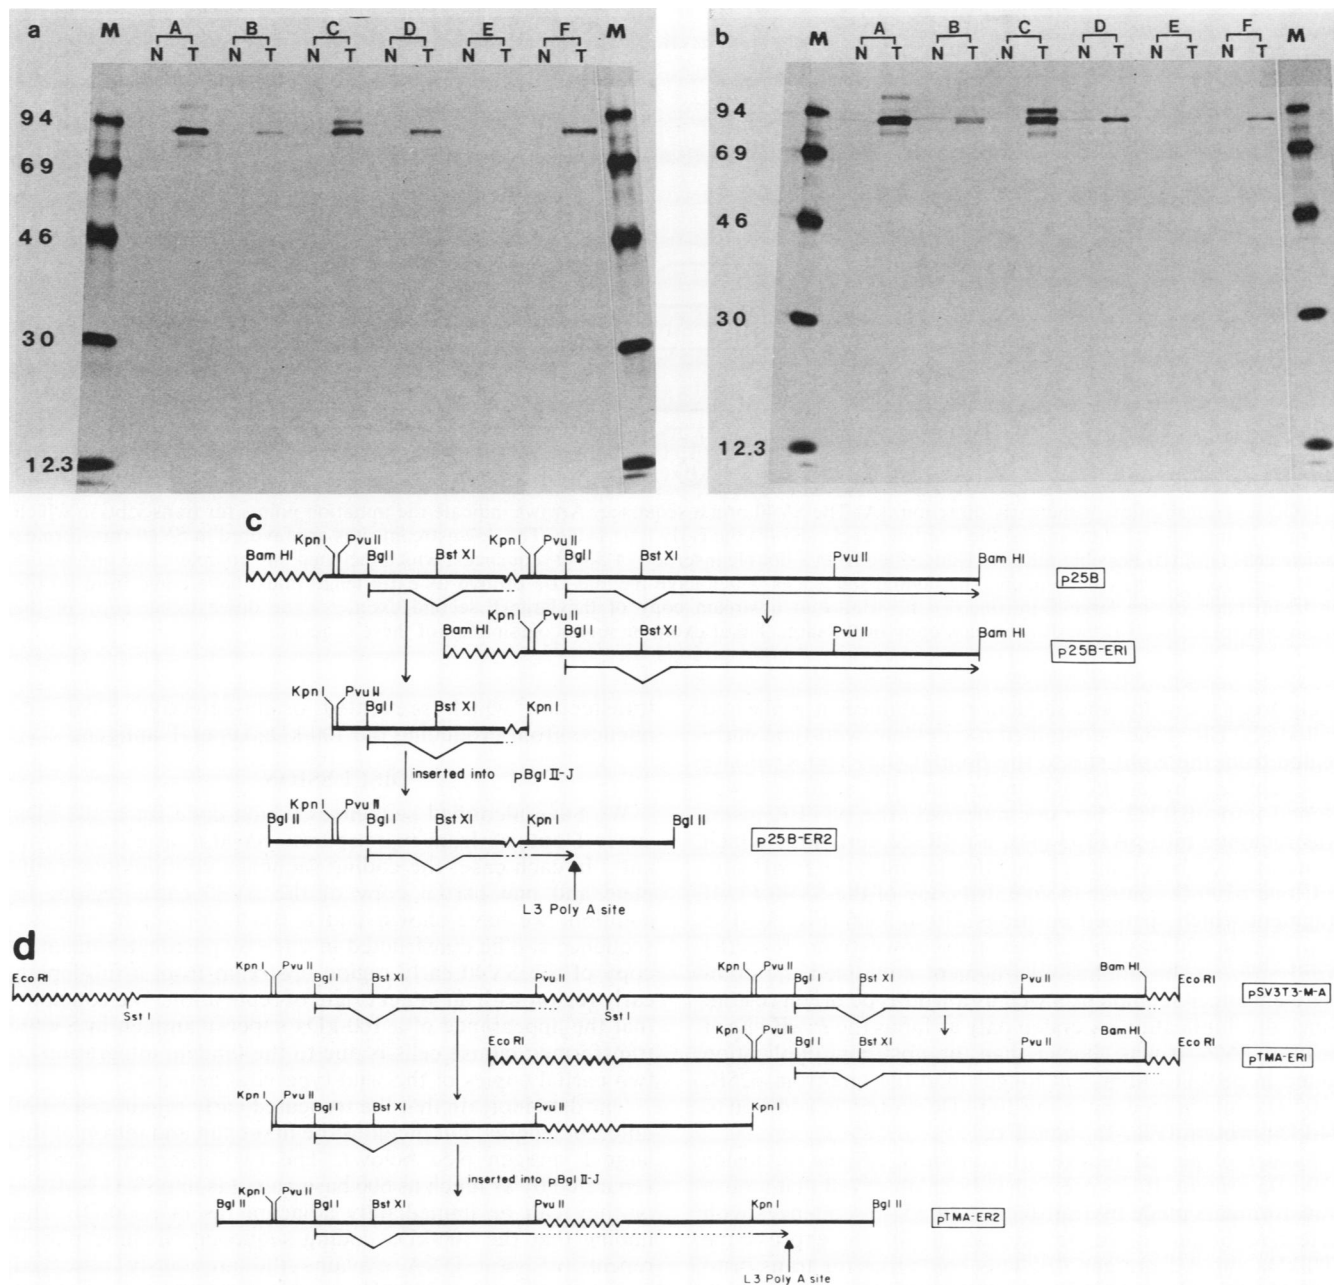 a M A B C D E F M
N T N T N T N T N T N T
94
69
46
30
12.3
b M A B C D E F M
N T N T N T N T N T N T
94
69
46
30
12.3
c
Kpn I Pvu II Kpn I Pvu II
Bam HI Bgl I Bst XI Bgl I Bst XI Pvu II Bam HI
p25B
Kpn I Pvu II
Bam HI Bgl I Bst XI Pvu II Bam HI
p25B-ER1
Kpn I Pvu II
Bgl I Bst XI Kpn I
inserted into pBgl II-J
Kpn I Pvu II
Bgl II Bgl I Bst XI Kpn I Bgl II
p25B-ER2
L3 Poly A site
d
Eco RI Kpn I Pvu II Bgl I Bst XI Pvu II Kpn I Pvu II Bgl I Bst XI Pvu II Bam HI Eco RI
Sst I Sst I
pSV3T3-M-A
Eco RI Kpn I Pvu II Bgl I Bst XI Pvu II Bam HI Eco RI
pTMA-ER1
Kpn I Pvu II Bgl I Bst XI Pvu II Kpn I
inserted into pBgl II-J
Bgl II Kpn I Pvu II Bgl I Bst XI Pvu II Kpn I Bgl II
pTMA-ER2
L3 Poly A site